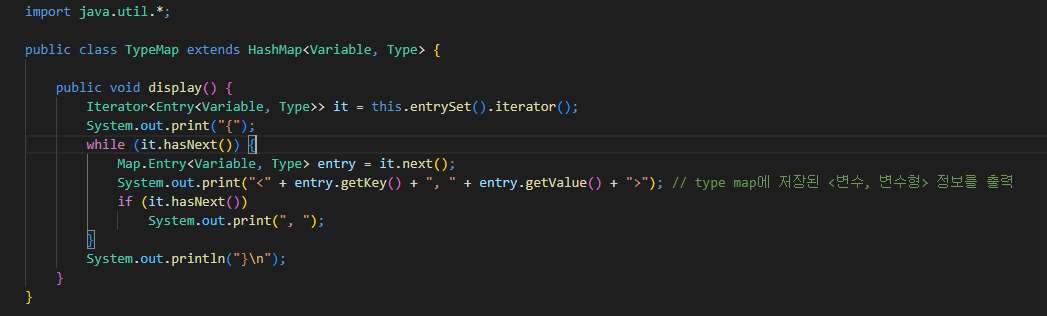 import java.util.*;
public class TypeMap extends HashMap<Variable, Type> {
public void display() {
Iterator<Entry<Variable, Type>> it = this.entrySet().iterator();
System.out.print("{");
while (it.hasNext()) {
Map.Entry<Variable, Type> entry = it.next();
System.out.print("<" + entry.getKey() + ", " + entry.getValue() + ">"); // type map에 저장된 <변수, 변수형> 정보를 출력
if (it.hasNext())
System.out.print(", ");
}
System.out.println("}\n");
}
}